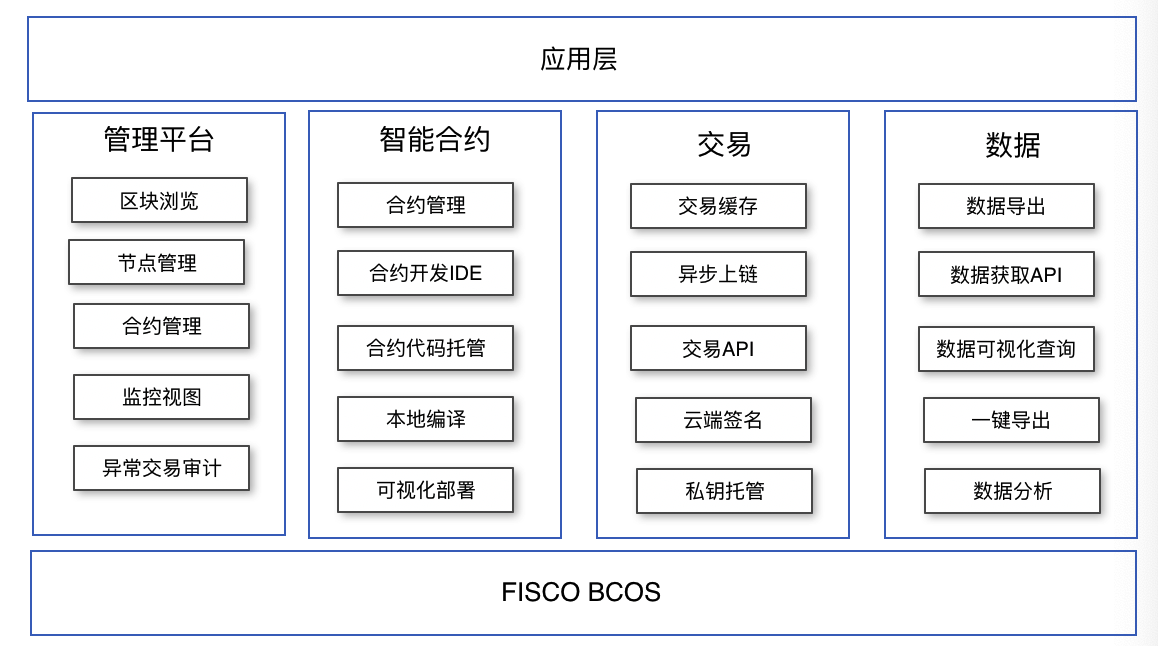 应用层
管理平台
区块浏览
节点管理
合约管理
监控视图
异常交易审计
智能合约
合约管理
合约开发IDE
合约代码托管
本地编译
可视化部署
交易
交易缓存
异步上链
交易API
云端签名
私钥托管
数据
数据导出
数据获取API
数据可视化查询
一键导出
数据分析
FISCO BCOS